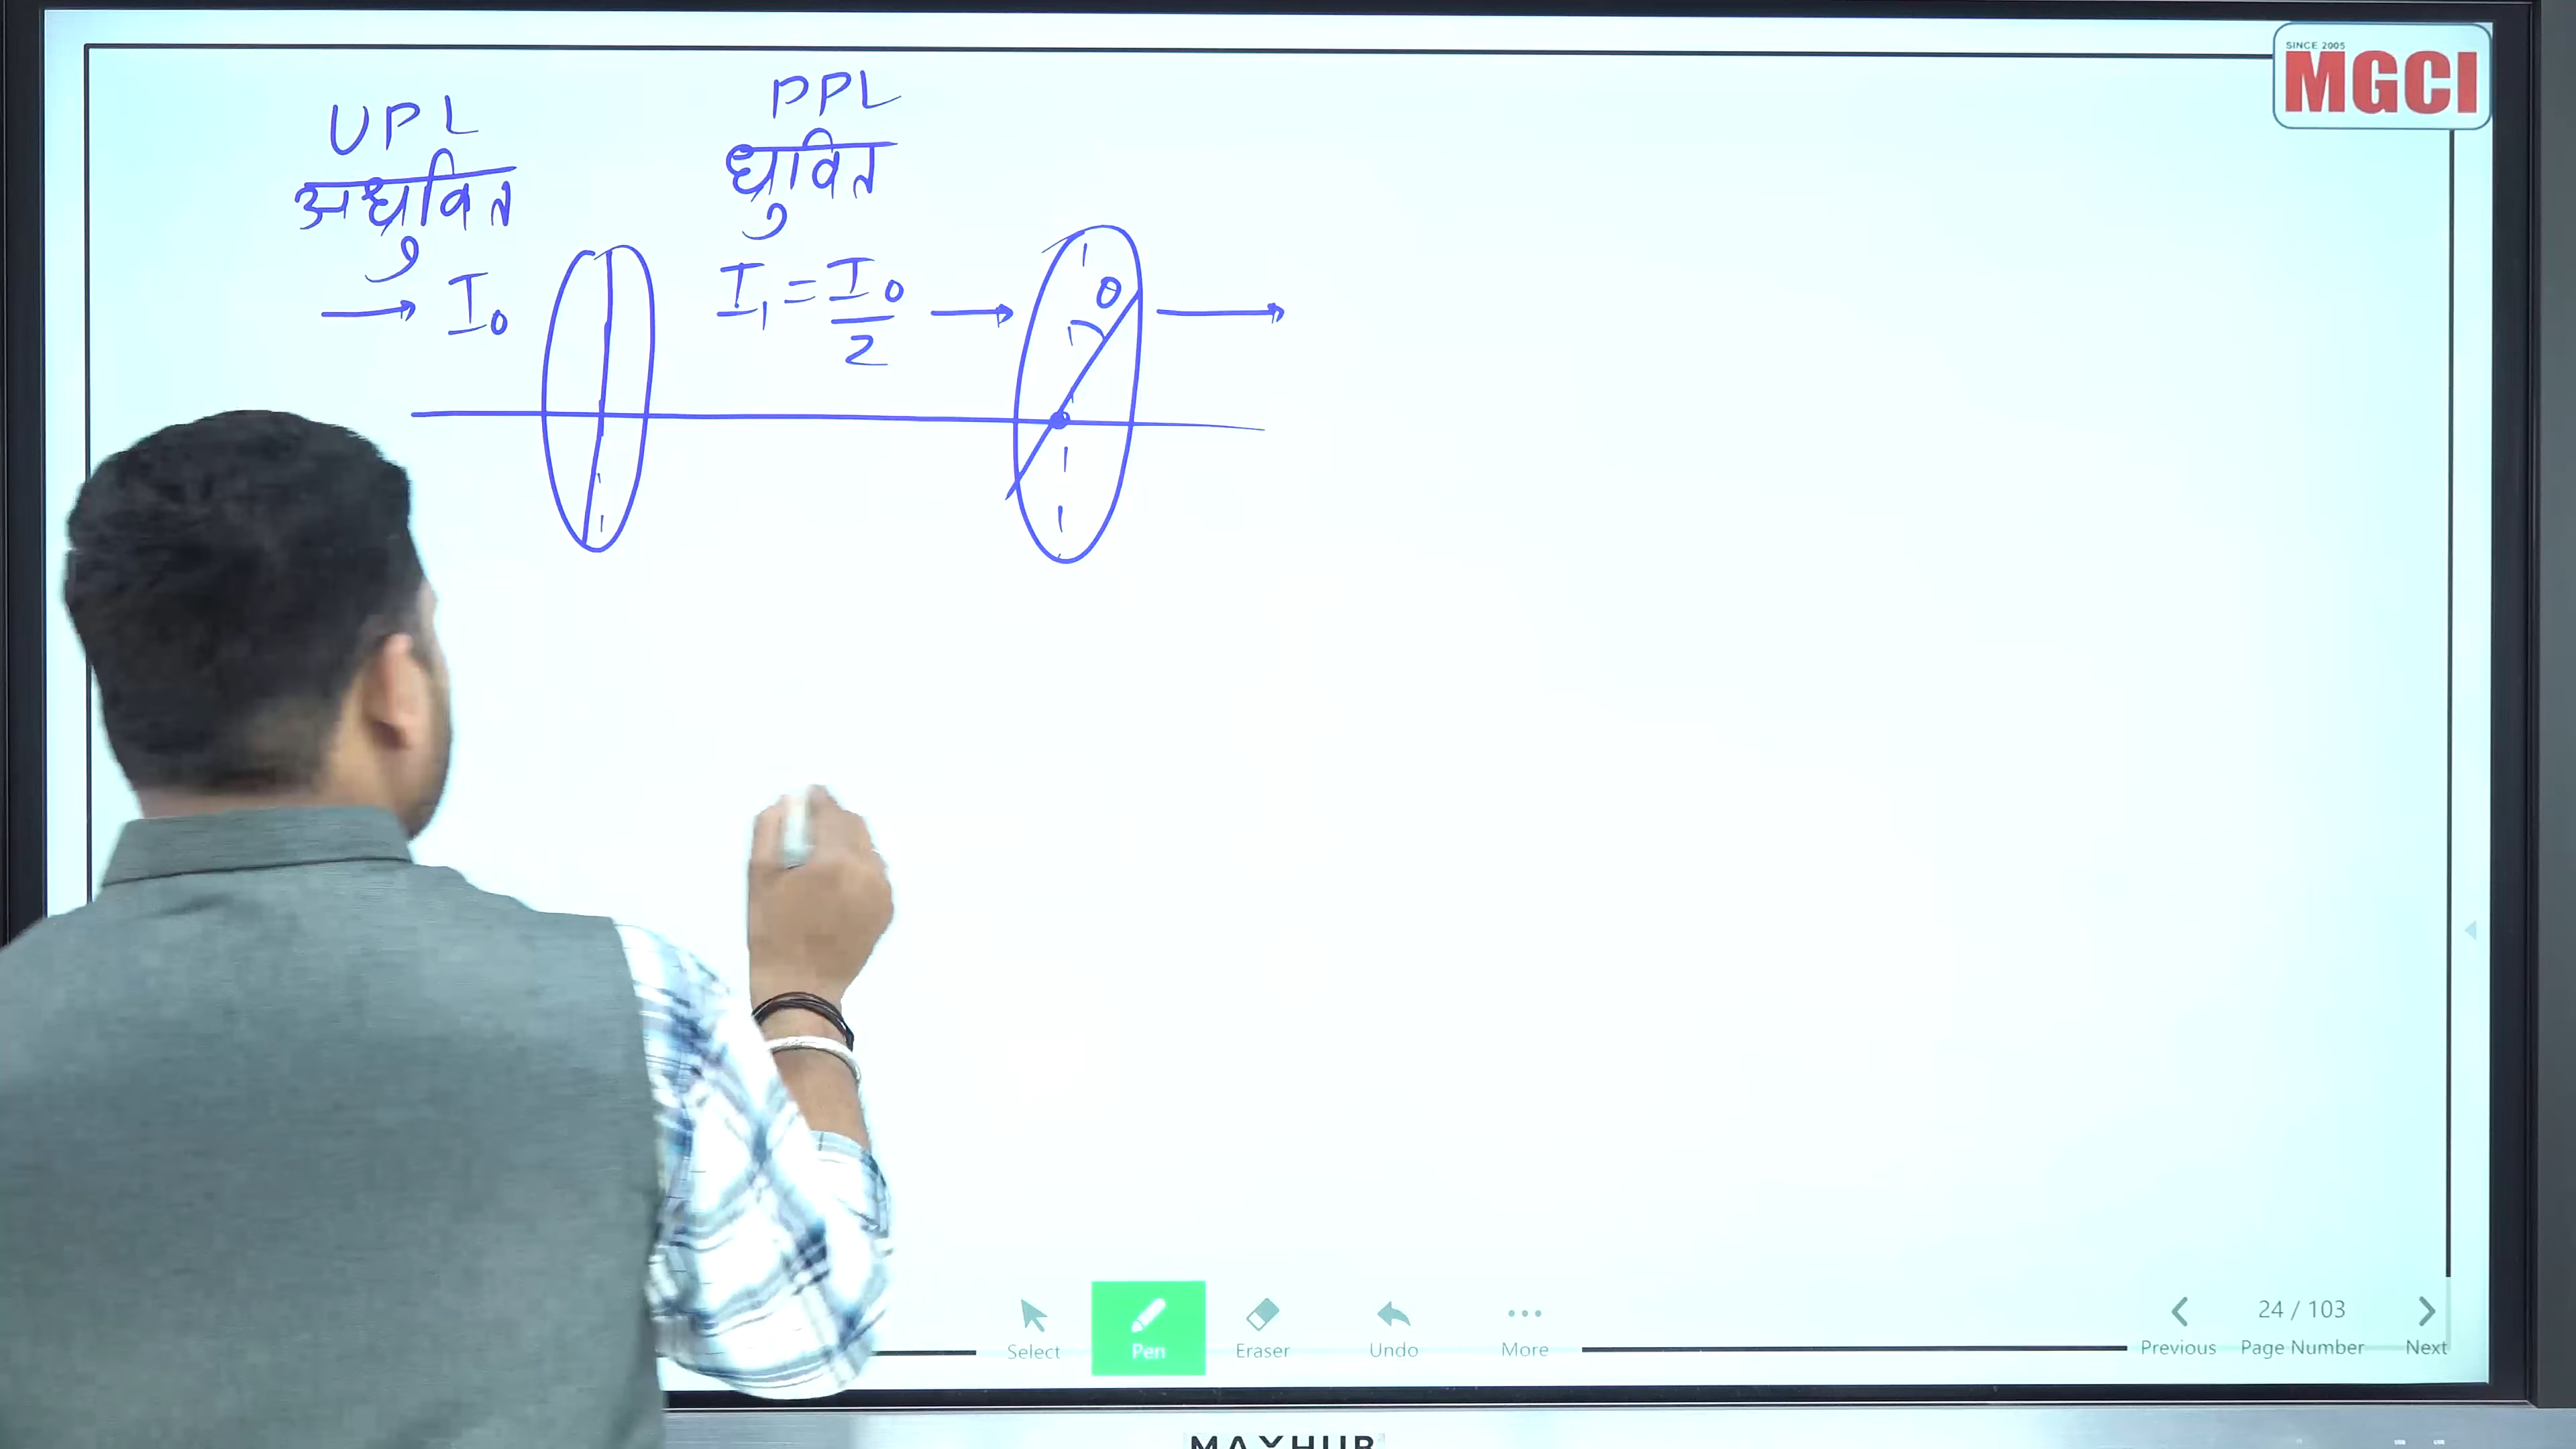 SINCE 2005
MGCI
UPL
अध्रुवित
PPL
ध्रुवित
→ I₀
I₁ = I₀/2 →
θ
Select
Pen
Eraser
Undo
More
24 / 103
Previous
Page Number
Next
MAXHUB